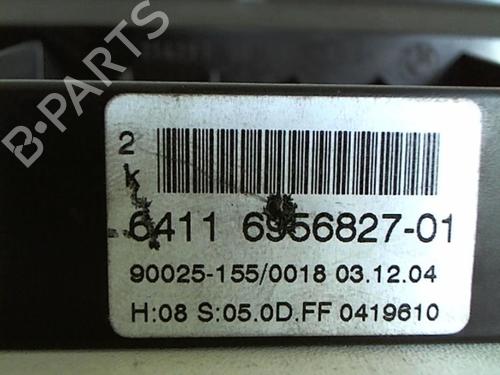 B-PARTS
2
k
6411 6956827-01
90025-155/0018 03.12.04
H:08 S:05.0D.FF 0419610